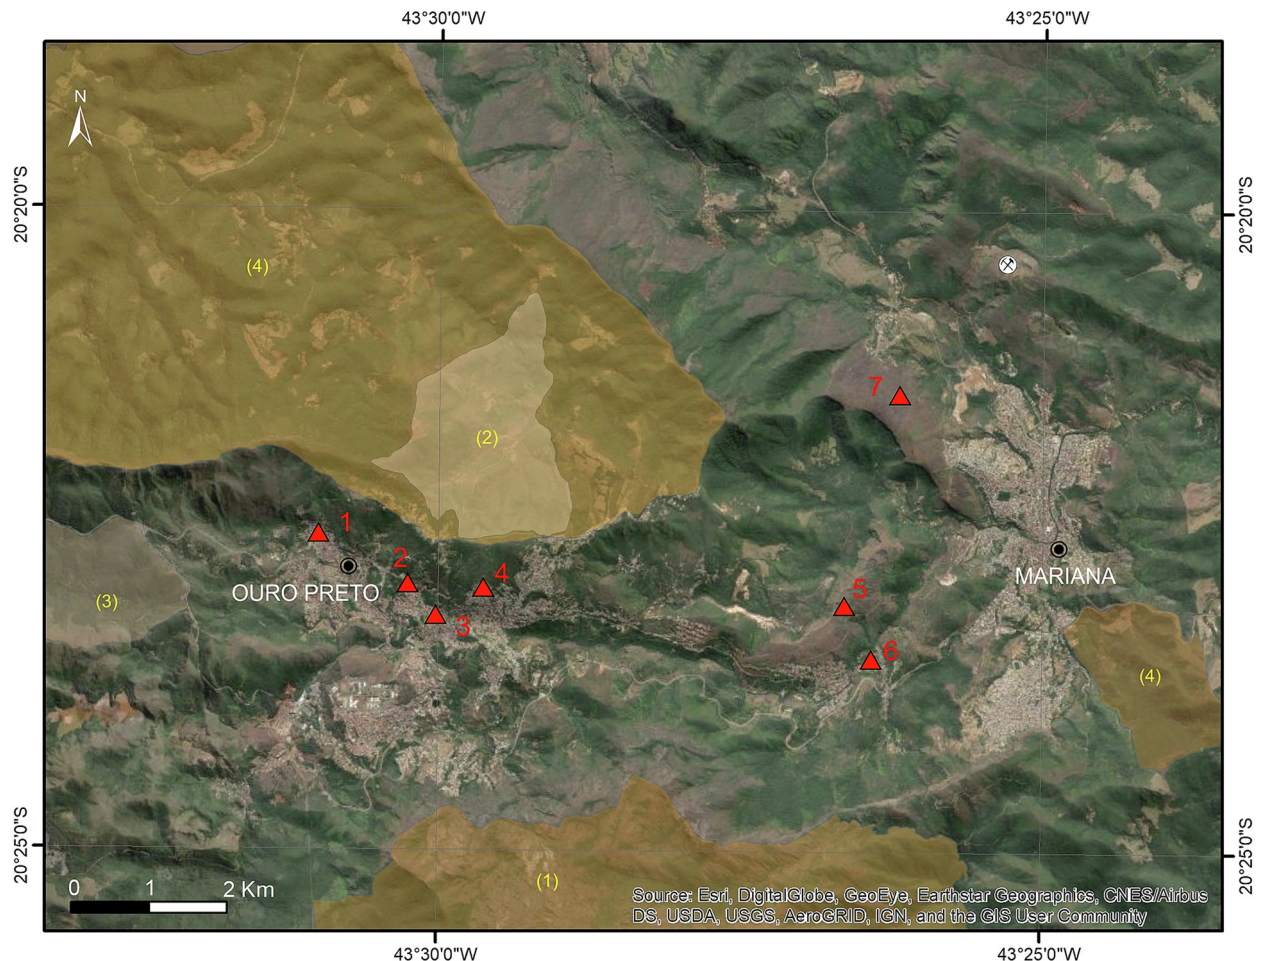 43°30'0"W 43°25'0"W
N
20°20'0"S 20°20'0"S
(4)
7
(2)
1
2 4
OURO PRETO MARIANA
(3) 5
3
6
(4)
20°25'0"S 20°25'0"S
(1)
0 1 2 Km
Source: Esri, DigitalGlobe, GeoEye, Earthstar Geographics, CNES/Airbus
DS, USDA, USGS, AeroGRID, IGN, and the GIS User Community
43°30'0"W 43°25'0"W